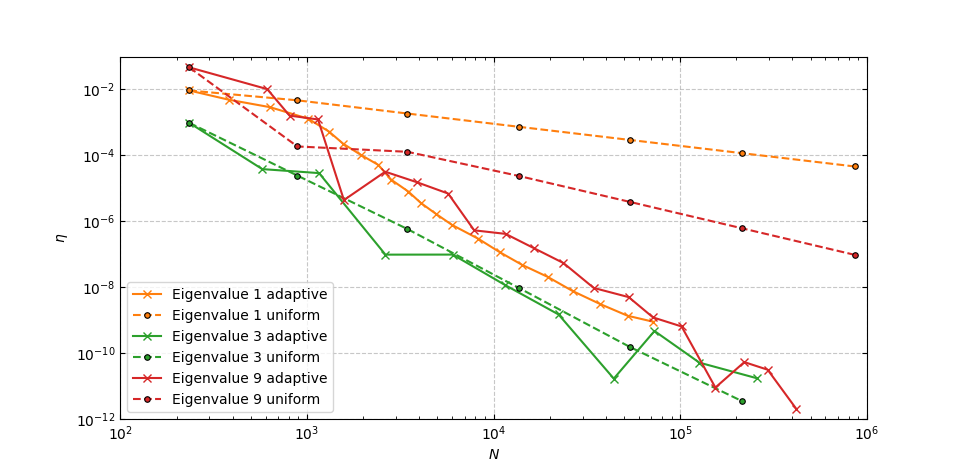 10⁻²
10⁻⁴
10⁻⁶
10⁻⁸
10⁻¹⁰
10⁻¹²
η
Eigenvalue 1 adaptive
Eigenvalue 1 uniform
Eigenvalue 3 adaptive
Eigenvalue 3 uniform
Eigenvalue 9 adaptive
Eigenvalue 9 uniform
10² 10³ 10⁴ 10⁵ 10⁶
N